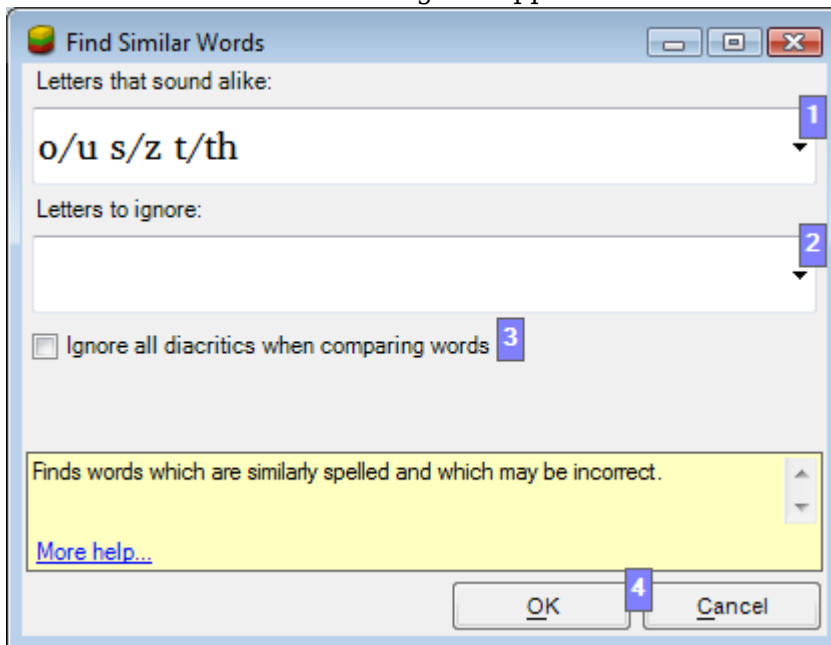 Find Similar Words
Letters that sound alike:
1
o/u s/z t/th
Letters to ignore:
2
Ignore all diacritics when comparing words 3
Finds words which are similarly spelled and which may be incorrect.
More help...
OK 4 Cancel